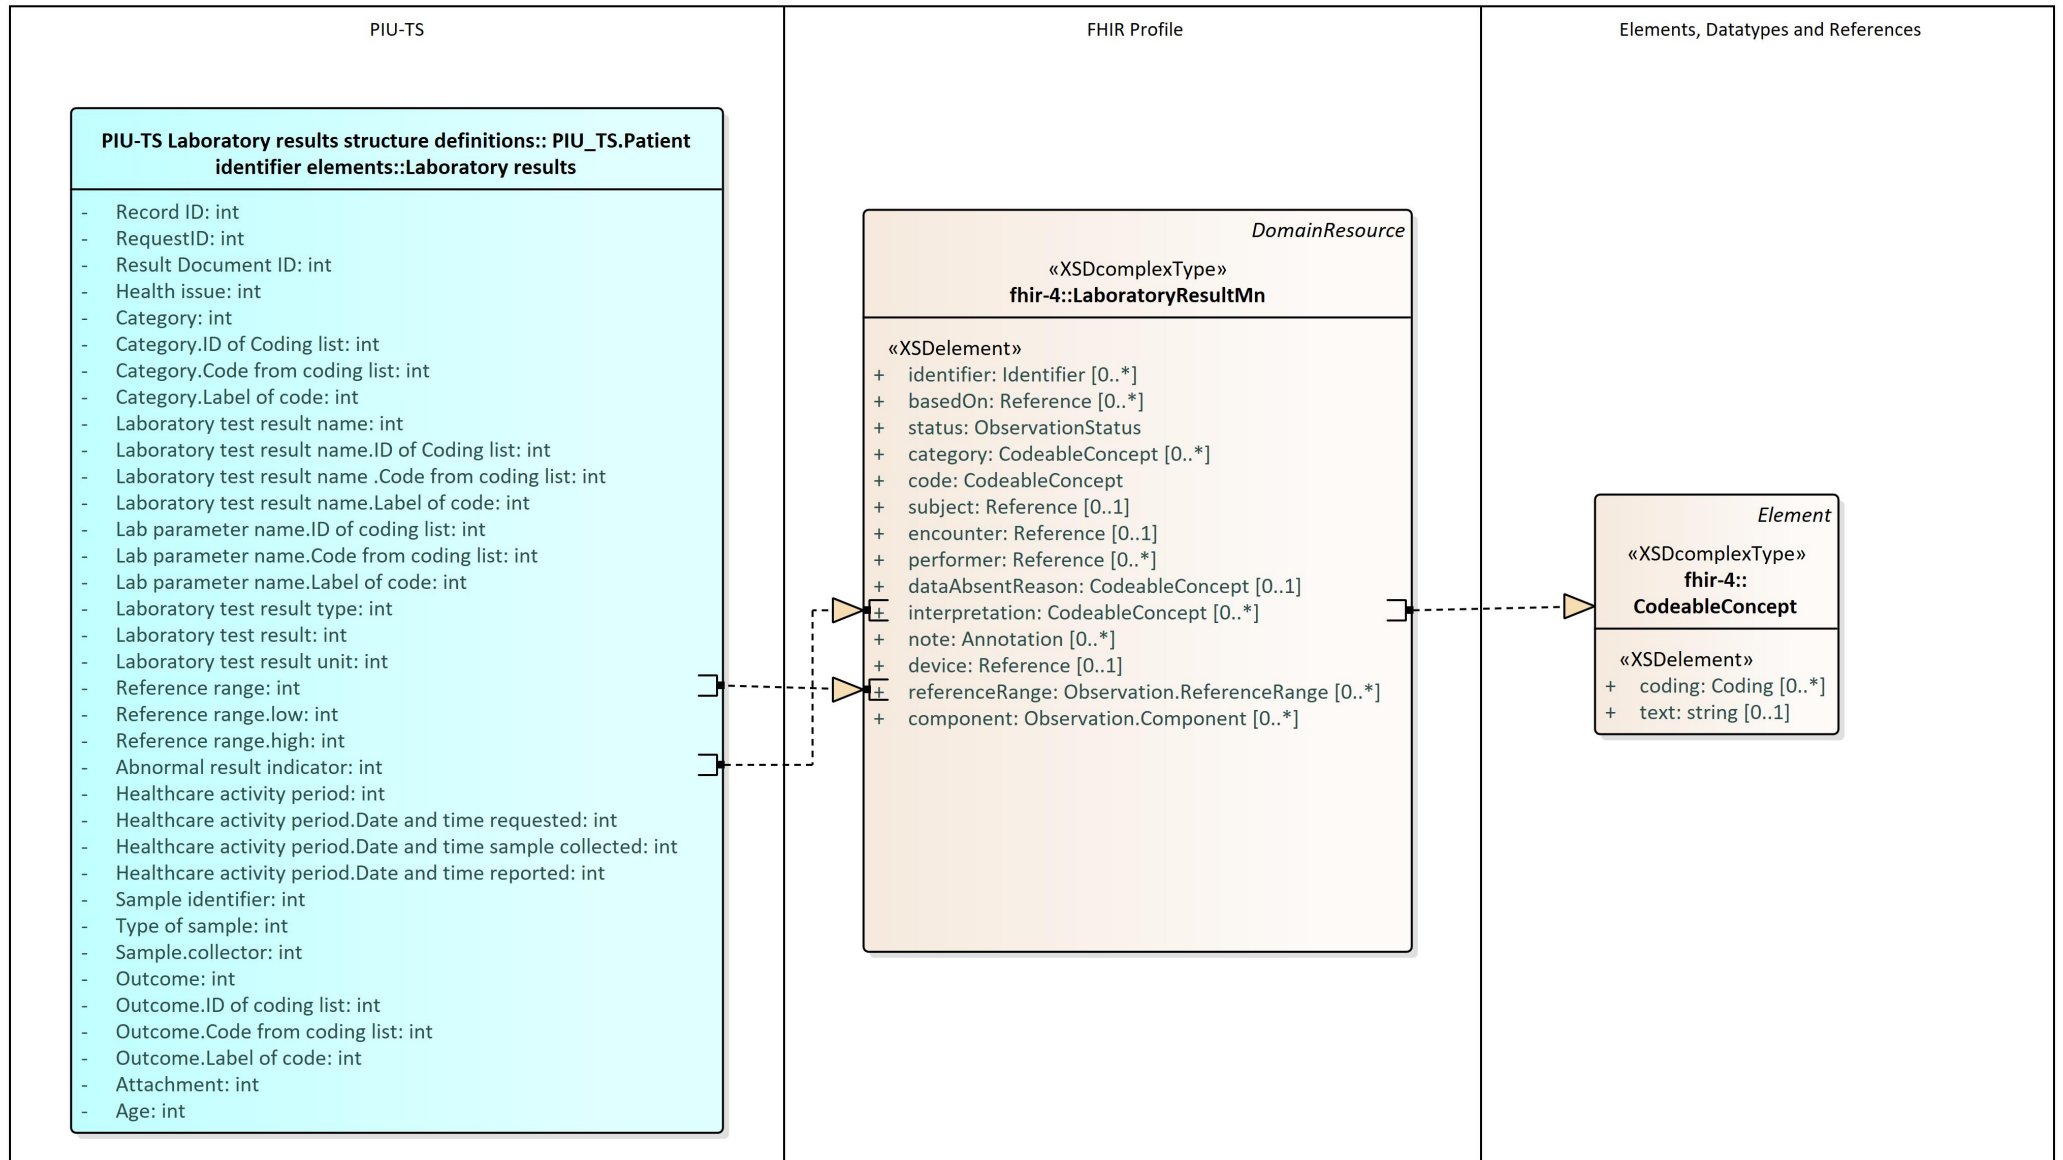 PIU-TS
FHIR Profile
Elements, Datatypes and References
PIU-TS Laboratory results structure definitions:: PIU_TS.Patient
identifier elements::Laboratory results
- Record ID: int
- RequestID: int
- Result Document ID: int
- Health issue: int
- Category: int
- Category.ID of Coding list: int
- Category.Code from coding list: int
- Category.Label of code: int
- Laboratory test result name: int
- Laboratory test result name.ID of Coding list: int
- Laboratory test result name .Code from coding list: int
- Laboratory test result name.Label of code: int
- Lab parameter name.ID of coding list: int
- Lab parameter name.Code from coding list: int
- Lab parameter name.Label of code: int
- Laboratory test result type: int
- Laboratory test result: int
- Laboratory test result unit: int
- Reference range: int
- Reference range.low: int
- Reference range.high: int
- Abnormal result indicator: int
- Healthcare activity period: int
- Healthcare activity period.Date and time requested: int
- Healthcare activity period.Date and time sample collected: int
- Healthcare activity period.Date and time reported: int
- Sample identifier: int
- Type of sample: int
- Sample.collector: int
- Outcome: int
- Outcome.ID of coding list: int
- Outcome.Code from coding list: int
- Outcome.Label of code: int
- Attachment: int
- Age: int
DomainResource
«XSDcomplexType»
fhir-4::LaboratoryResultMn
«XSDelement»
+ identifier: Identifier [0..*]
+ basedOn: Reference [0..*]
+ status: ObservationStatus
+ category: CodeableConcept [0..*]
+ code: CodeableConcept
+ subject: Reference [0..1]
+ encounter: Reference [0..1]
+ performer: Reference [0..*]
+ dataAbsentReason: CodeableConcept [0..1]
+ interpretation: CodeableConcept [0..*]
+ note: Annotation [0..*]
+ device: Reference [0..1]
+ referenceRange: Observation.ReferenceRange [0..*]
+ component: Observation.Component [0..*]
Element
«XSDcomplexType»
fhir-4::
CodeableConcept
«XSDelement»
+ coding: Coding [0..*]
+ text: string [0..1]